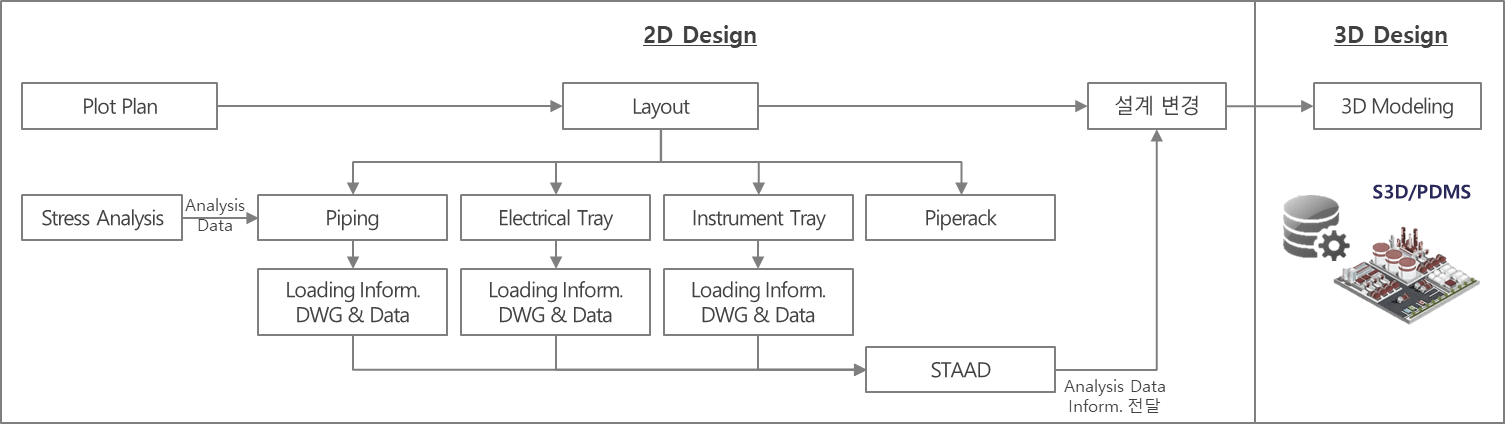 2D Design
3D Design
Plot Plan
Layout
설계 변경
3D Modeling
Stress Analysis
Analysis
Data
Piping
Electrical Tray
Instrument Tray
Piperack
S3D/PDMS
Loading Inform.
DWG & Data
Loading Inform.
DWG & Data
Loading Inform.
DWG & Data
STAAD
Analysis Data
Inform. 전달